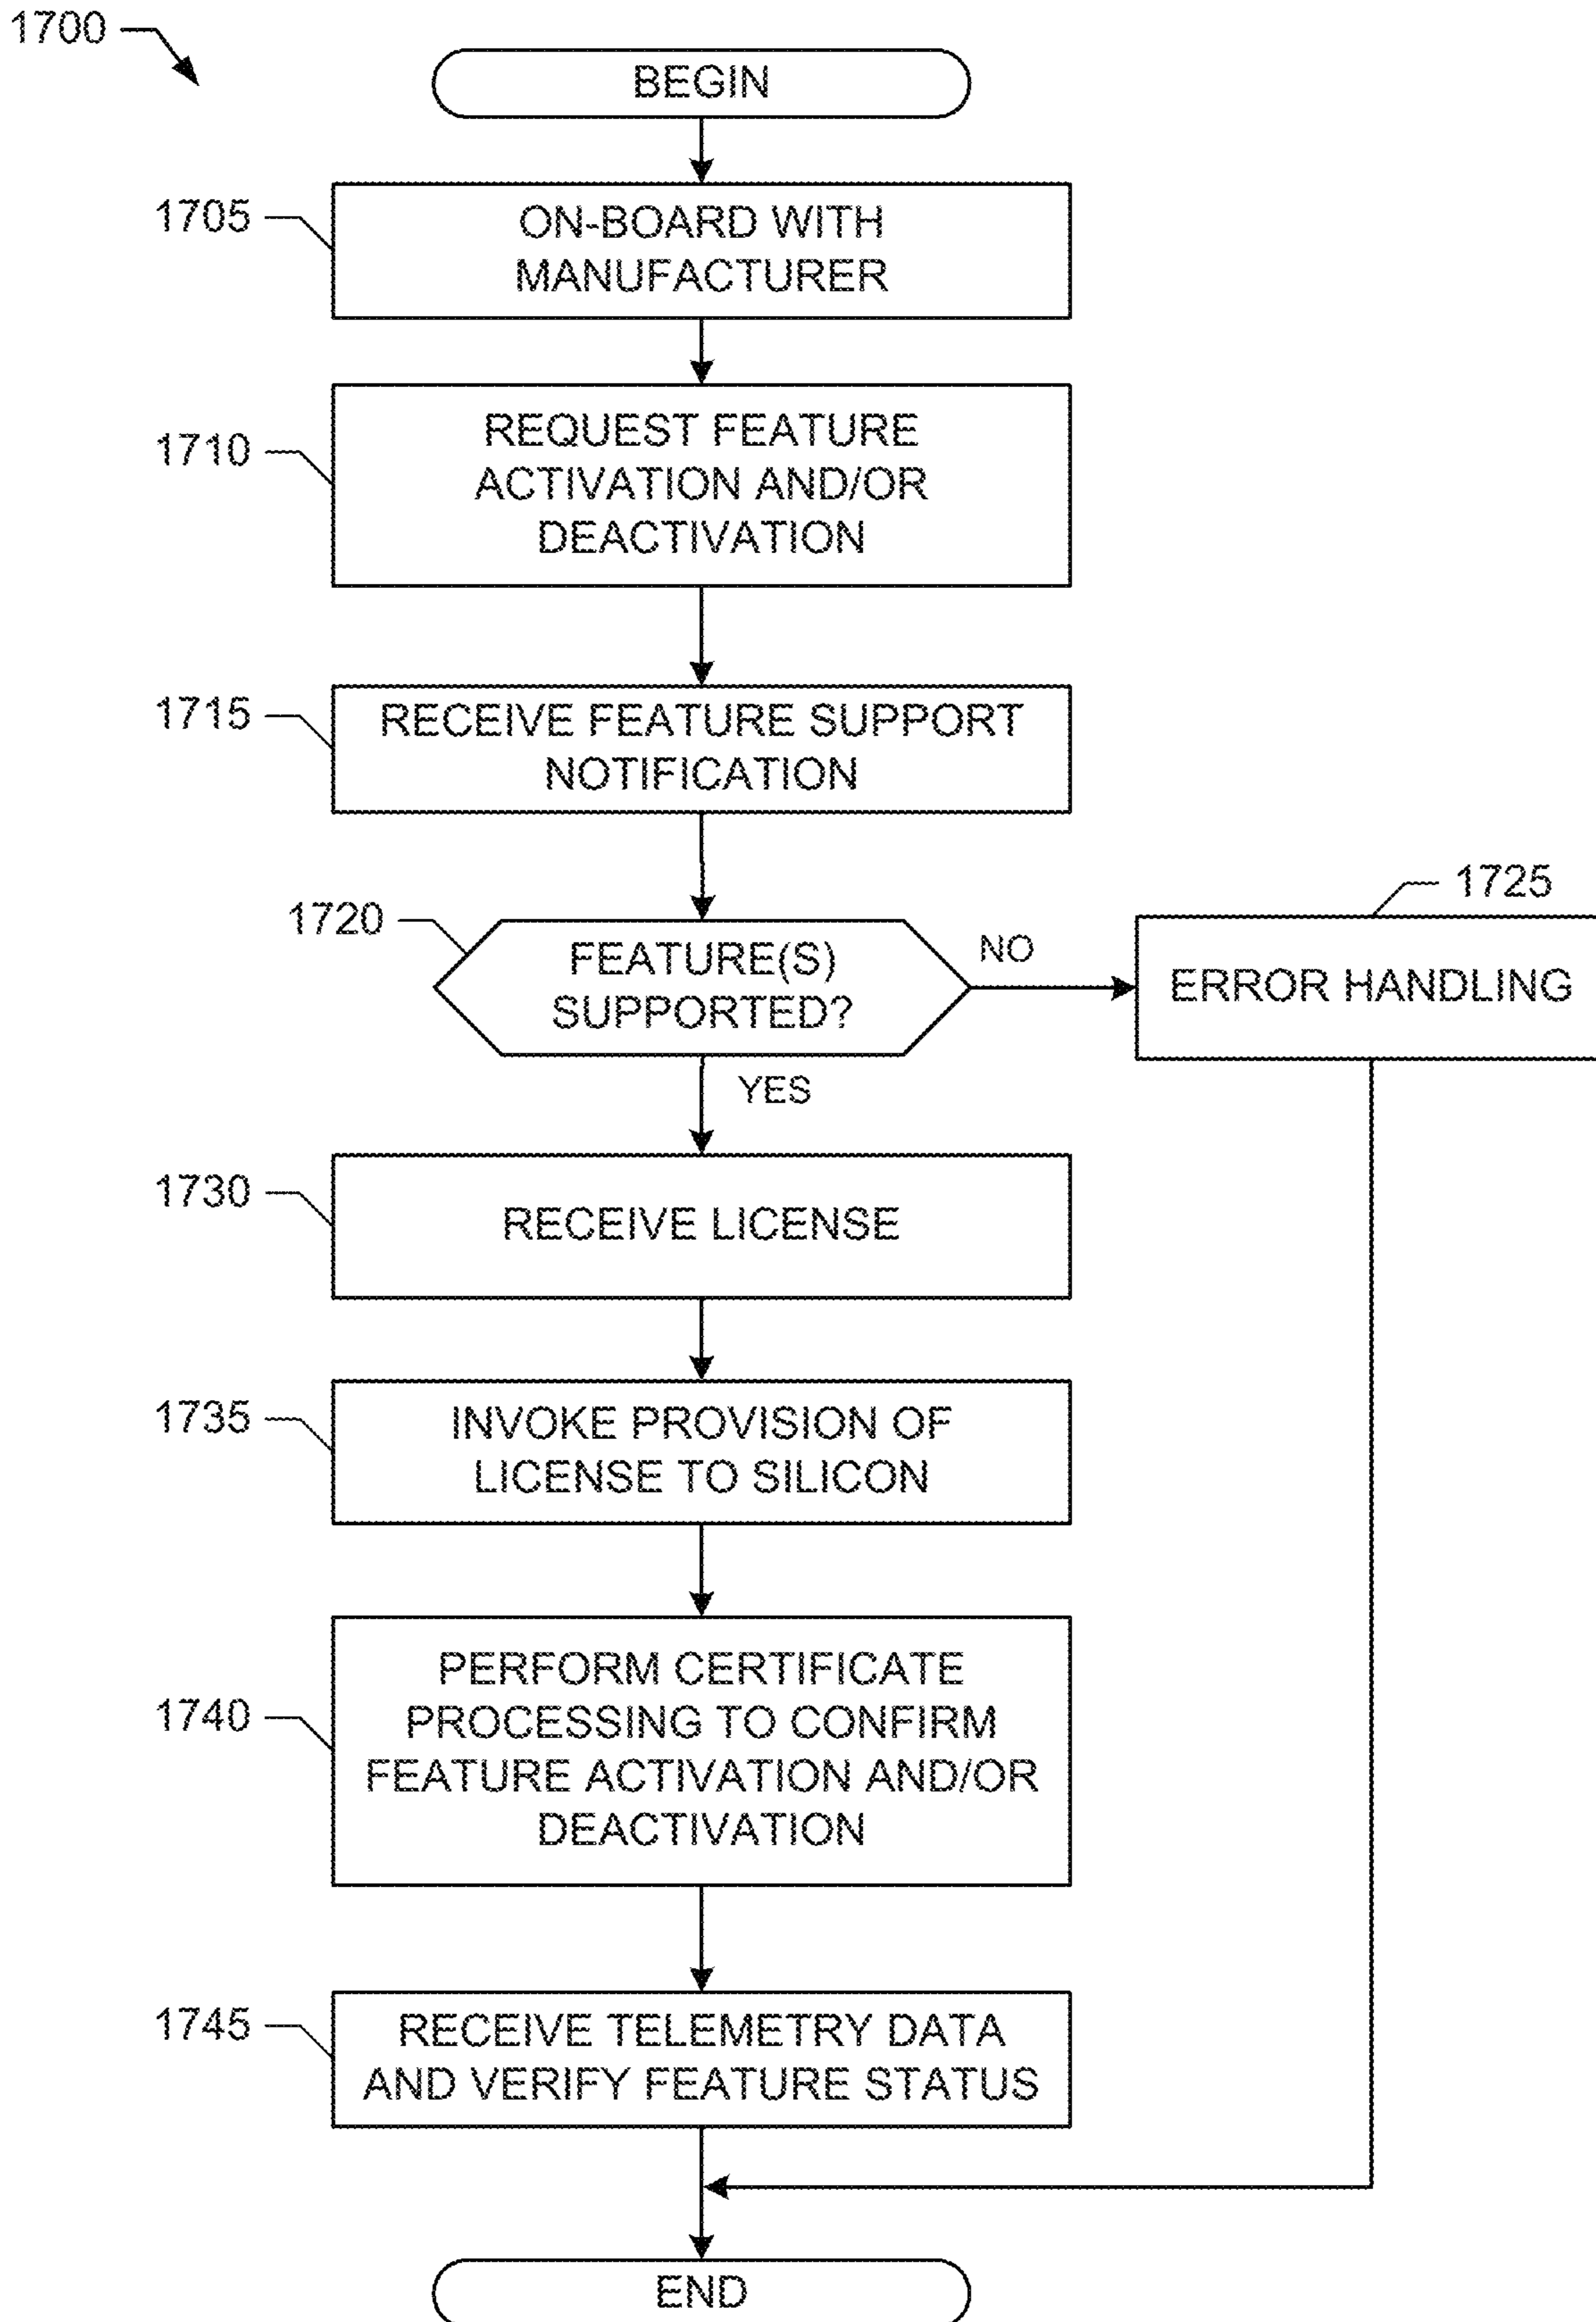 1700
BEGIN
1705
ON-BOARD WITH
MANUFACTURER
1710
REQUEST FEATURE
ACTIVATION AND/OR
DEACTIVATION
1715
RECEIVE FEATURE SUPPORT
NOTIFICATION
1720
FEATURE(S)
SUPPORTED?
NO
1725
ERROR HANDLING
YES
1730
RECEIVE LICENSE
1735
INVOKE PROVISION OF
LICENSE TO SILICON
1740
PERFORM CERTIFICATE
PROCESSING TO CONFIRM
FEATURE ACTIVATION AND/OR
DEACTIVATION
1745
RECEIVE TELEMETRY DATA
AND VERIFY FEATURE STATUS
END